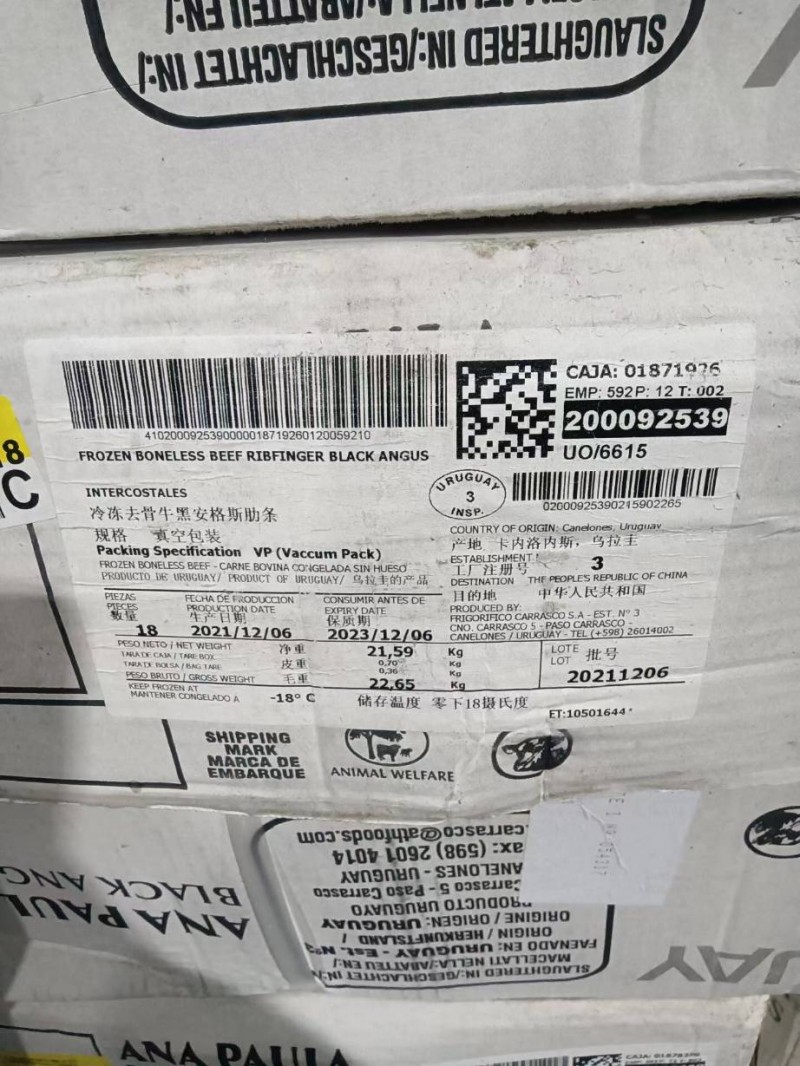 SLAUGHTERED IN:/GESCHLACHTET IN:/
8
C
41020009253900000187192601200592​10
FROZEN BONELESS BEEF RIBFINGER BLACK ANGUS
CAJA: 01871926
EMP: 592P: 12 T: 002
200092539
UO/6615
URUGUAY
3
INSP.
02000925390215902265
INTERCOSTALES
冷冻去骨牛黑安格斯肋条
规格 真空包装
Packing Specification VP (Vaccum Pack)
FROZEN BONELESS BEEF - CARNE BOVINA CONGELADA SIN HUESO
PRODUCTO DE URUGUAY/ PRODUCT OF URUGUAY/ 乌拉圭的产品
COUNTRY OF ORIGIN: Canelones, Uruguay
产地 卡内洛内斯, 乌拉圭
ESTABLISHMENT
工厂注册号 3
DESTINATION THE PEOPLE'S REPUBLIC OF CHINA
目的地 中华人民共和国
PRODUCED BY:
FRIGORIFICO CARRASCO S.A - EST. N° 3
CNO. CARRASCO 5 - PASO CARRASCO -
CANELONES / URUGUAY - TEL (+598) 26014002
PIEZAS FECHA DE PRODUCCION CONSUMIR ANTES DE
PIECES PRODUCTION DATE EXPIRY DATE
数量 生产日期 保质期
18 2021/12/06 2023/12/06
PESO NETO / NET WEIGHT 净重 21,59 Kg
TARA DE CAJA / TARE BOX 皮重 0,70 Kg
TARA DE BOLSA / BAG TARE 0,36 Kg
PESO BRUTO / GROSS WEIGHT 毛重 22,65 Kg
LOTE
LOT 批号
20211206
KEEP FROZEN AT
MANTENER CONGELADO A -18° C 储存温度 零下18摄氏度
ET:10501644
SHIPPING
MARK
MARCA DE
EMBARQUE
ANIMAL WELFARE
SLAUGHTERED IN:/GESCHLACHTET IN:/
MACELLATI NELLA:/ABATTEU EN:/
FAENADO EN: URUGUAY - Est. N°3
ORIGIN / HERKUNFTSLAND /
ORIGINE / ORIGEN: URUGUAY
PRODUCTO URUGUAYO
Carrasco 5 - Paso Carrasco
ANELONES - URUGUAY
ax: (598) 2601 4014
carrasco@athfoods.com
ANA PAUL
BLACK ANG
UAY
ANA PAULA